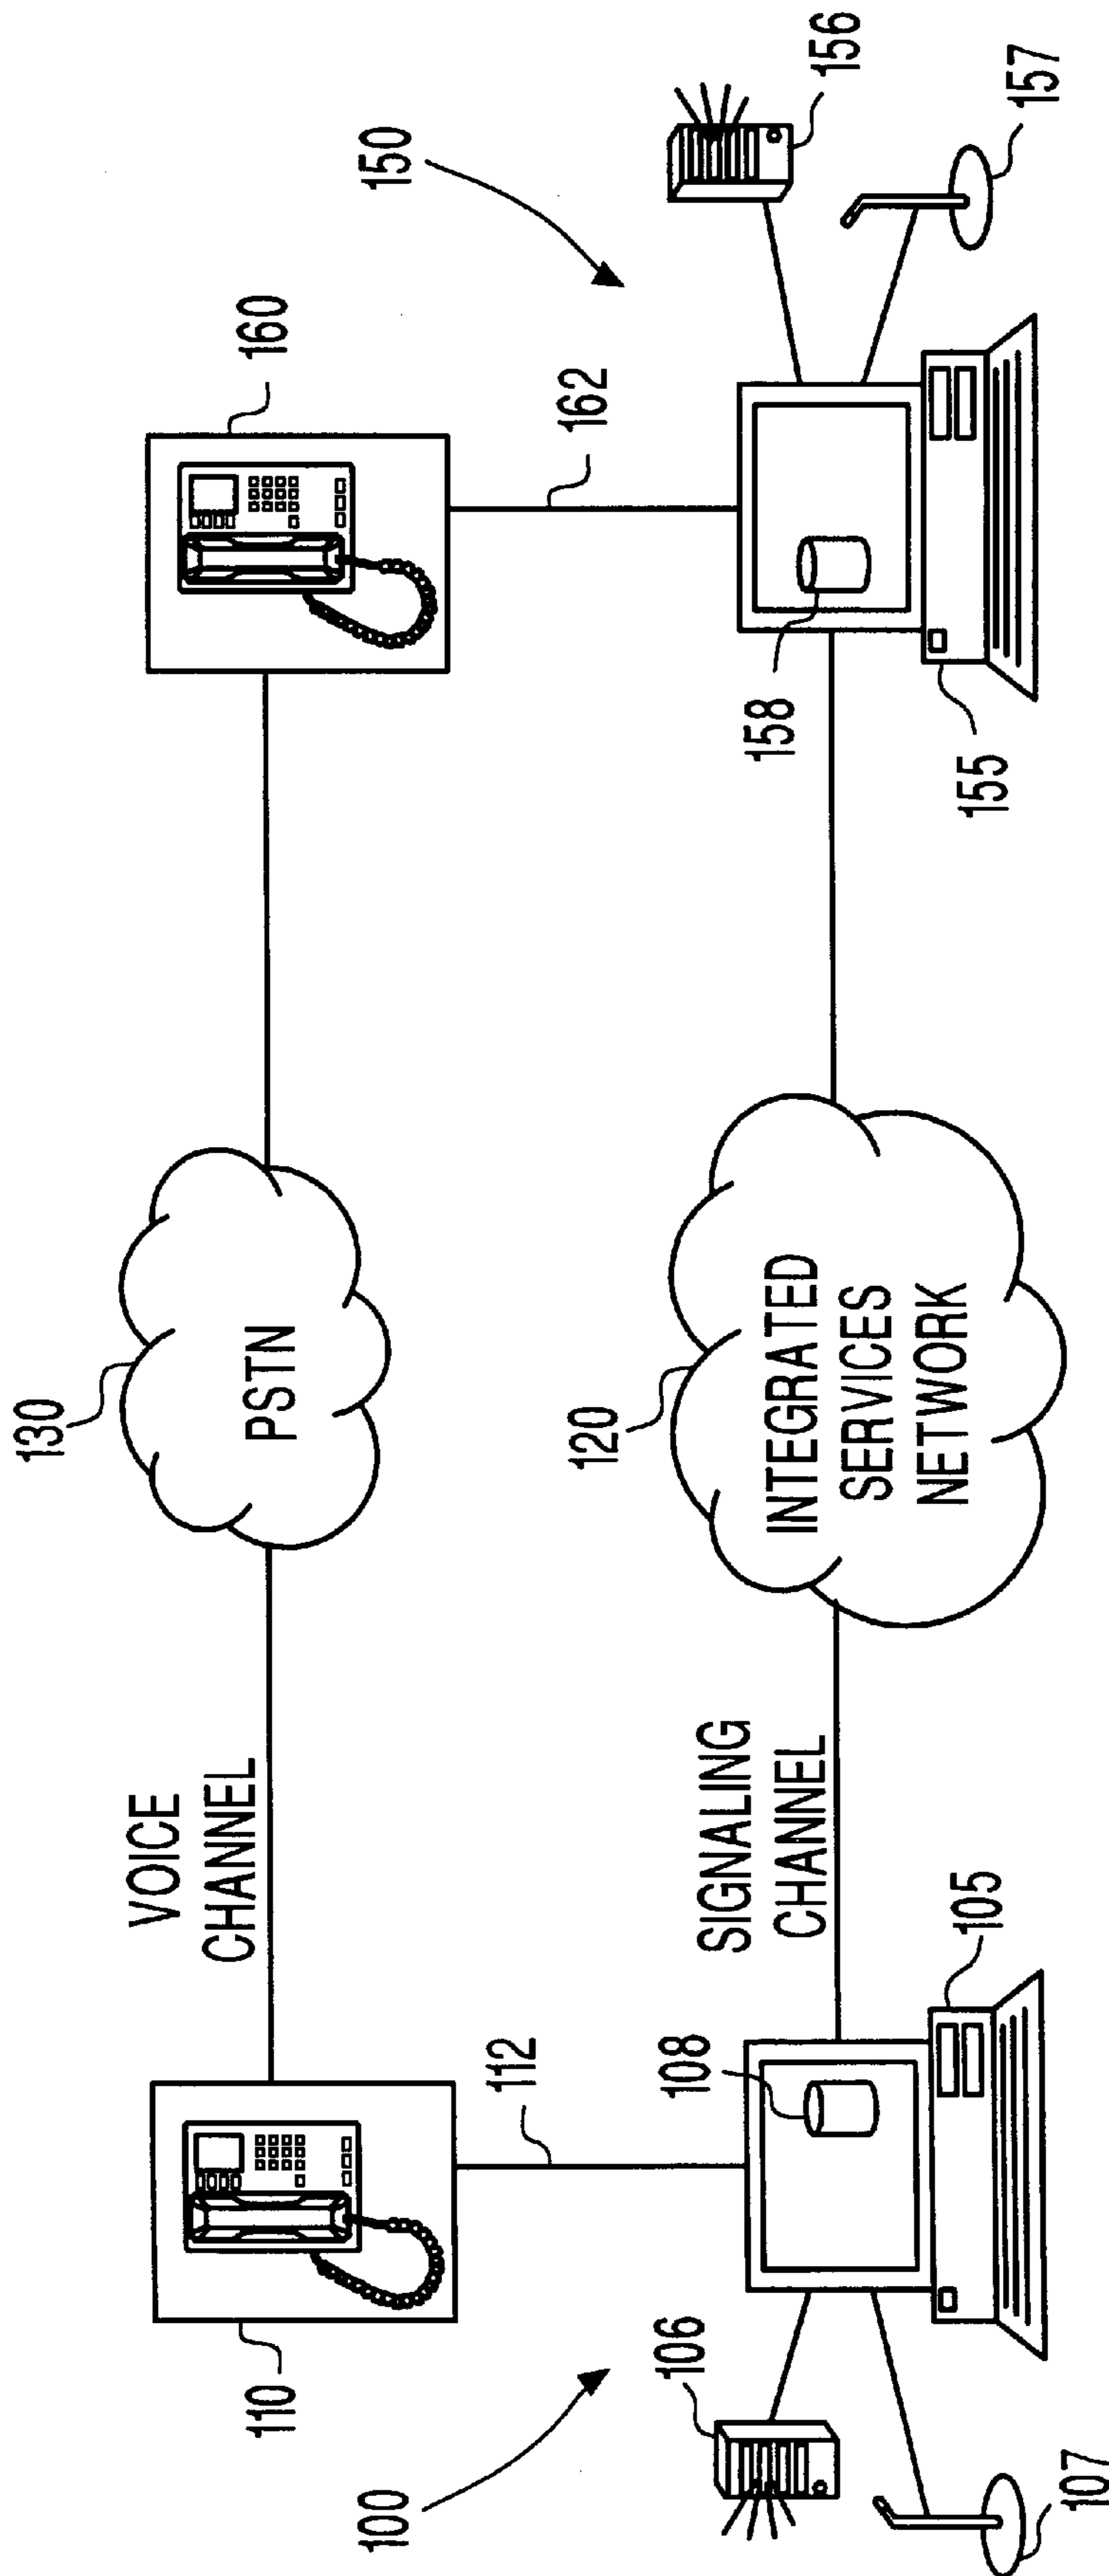 130
PSTN
160
110
VOICE
CHANNEL
112
162
150
100
106
107
108
105
SIGNALING
CHANNEL
120
INTEGRATED
SERVICES
NETWORK
158
155
156
157